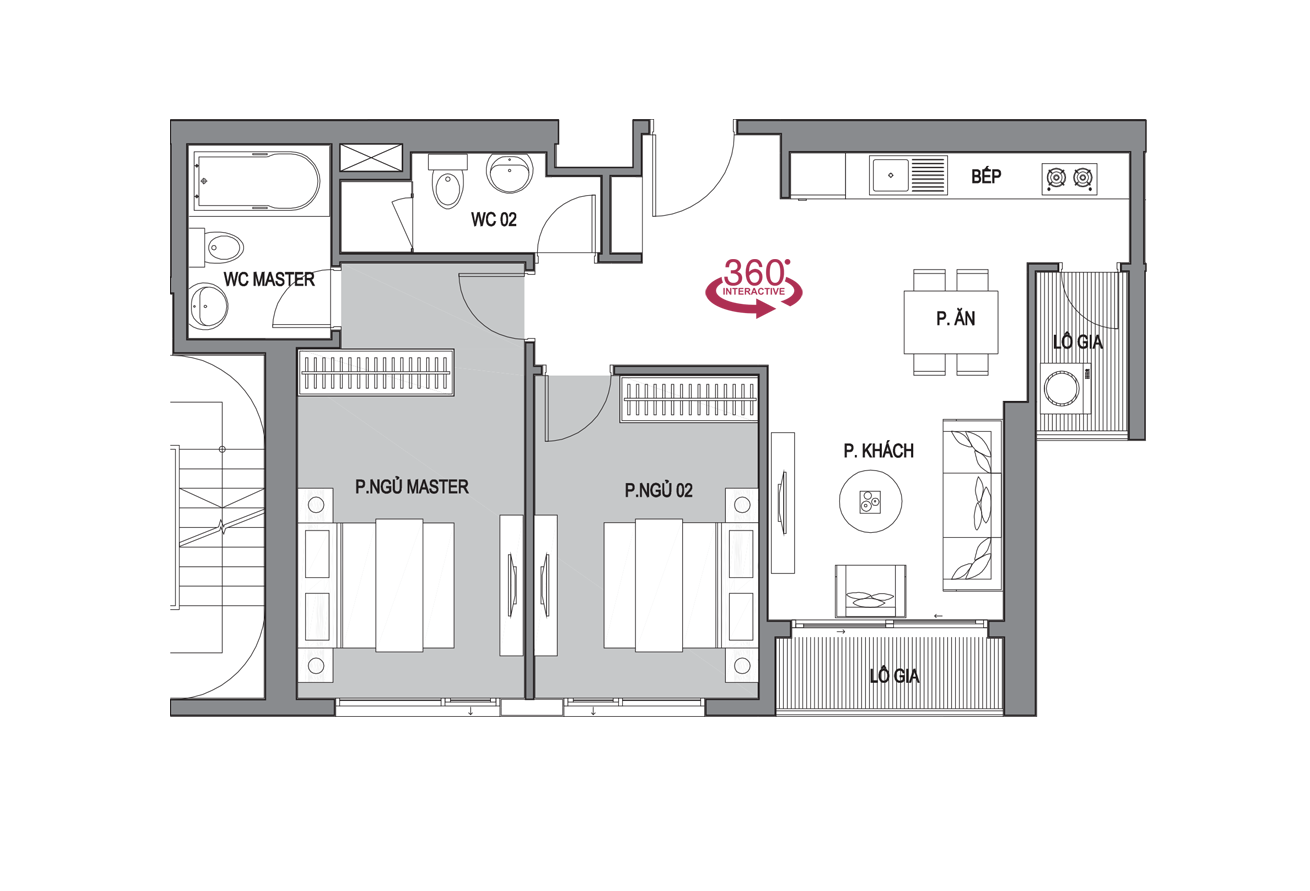 BẾP
WC 02
WC MASTER
360°
INTERACTIVE
P. ĂN
LÔ GIA
P. KHÁCH
P.NGỦ MASTER
P.NGỦ 02
LÔ GIA